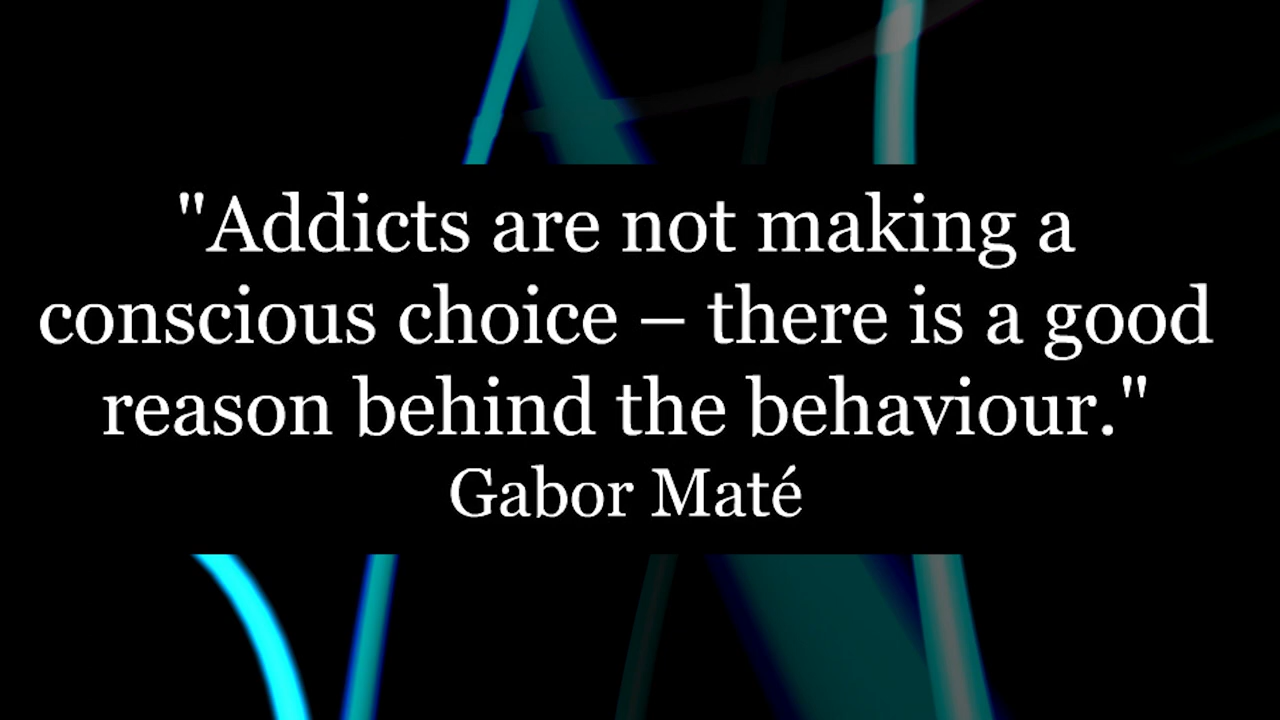 "Addicts are not making a
conscious choice – there is a good
reason behind the behaviour."
Gabor Maté